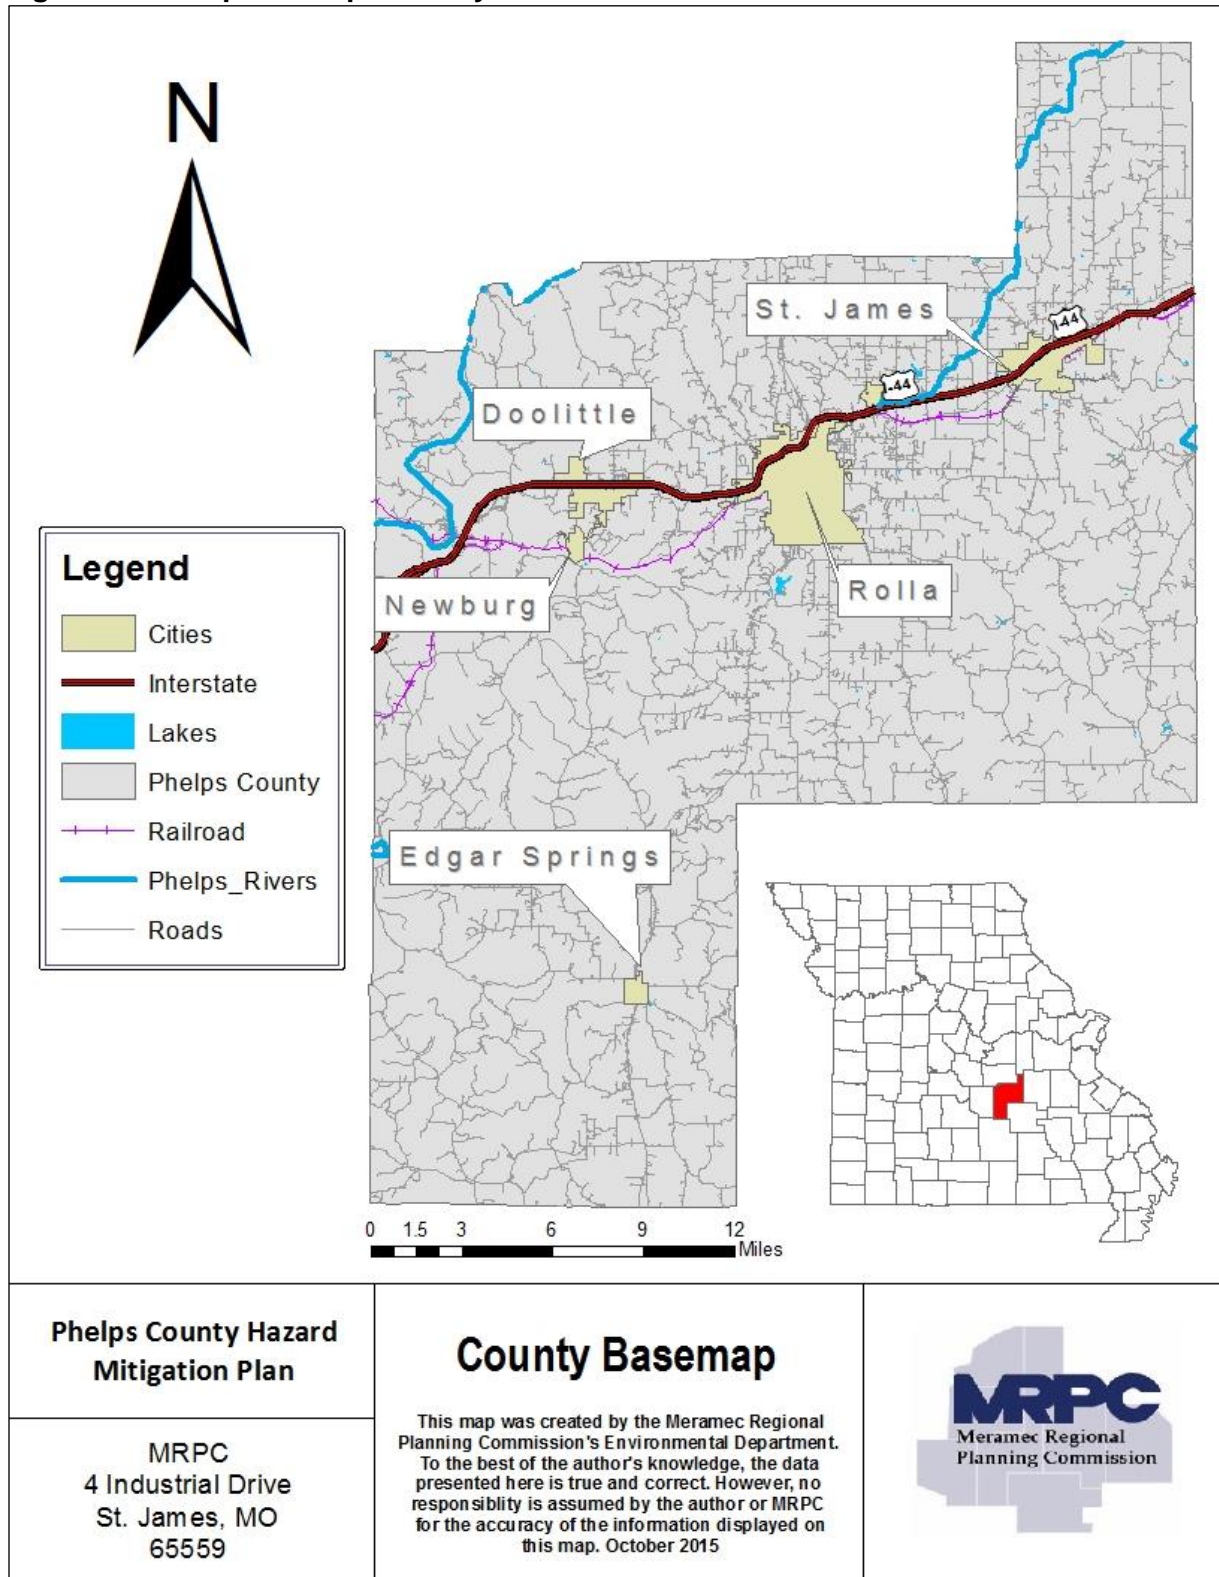 N
St. James
I-44
I-44
Doolittle
Newburg
Rolla
Edgar Springs
Legend
Cities
Interstate
Lakes
Phelps County
Railroad
Phelps_Rivers
Roads
0 1.5 3 6 9 12
Miles
Phelps County Hazard
Mitigation Plan
MRPC
4 Industrial Drive
St. James, MO
65559
County Basemap
This map was created by the Meramec Regional
Planning Commission's Environmental Department.
To the best of the author's knowledge, the data
presented here is true and correct. However, no
responsiblity is assumed by the author or MRPC
for the accuracy of the information displayed on
this map. October 2015
MRPC
Meramec Regional
Planning Commission